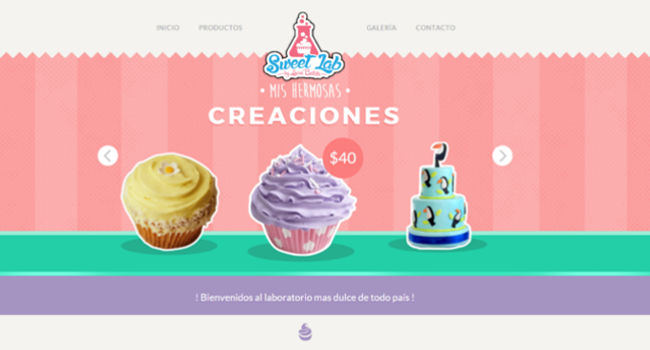 INICIO
PRODUCTOS
GALERÍA
CONTACTO
Sweet Lab
• MIS HERMOSAS •
CREACIONES
$40
! Bienvenidos al laboratorio mas dulce de todo país !